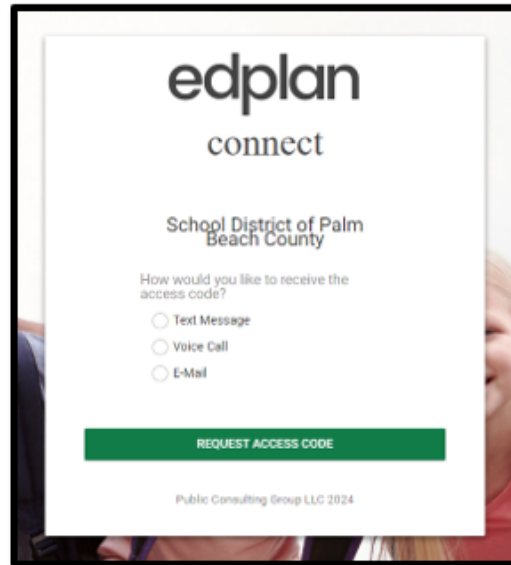 edplan
connect
School District of Palm
Beach County
How would you like to receive the
access code?
Text Message
Voice Call
E-Mail
REQUEST ACCESS CODE
Public Consulting Group LLC 2024